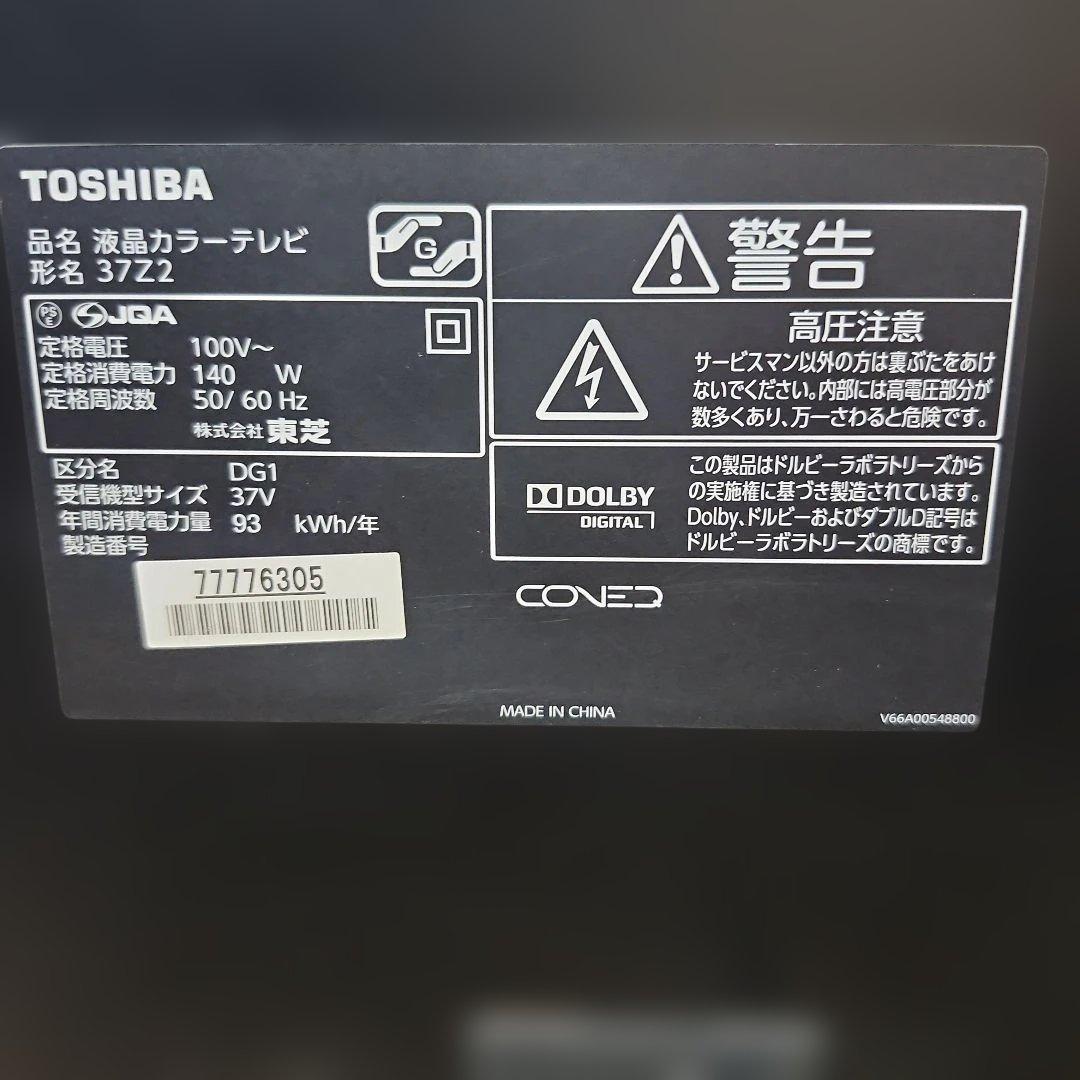 TOSHIBA
品名 液晶カラーテレビ
形名 37Z2
G
PS
E
JQA
定格電圧 100V～
定格消費電力 140 W
定格周波数 50/ 60 Hz
株式会社 東芝
区分名 DG1
受信機型サイズ 37V
年間消費電力量 93 kWh/年
製造番号
77776305
警告
高圧注意
サービスマン以外の方は裏ぶたをあけ
ないでください。内部には高電圧部分が
数多くあり、万一さわると危険です。
DOLBY
DIGITAL
この製品はドルビーラボラトリーズから
の実施権に基づき製造されています。
Dolby、ドルビーおよびダブルD記号は
ドルビーラボラトリーズの商標です。
CONEQ
MADE IN CHINA
V66A00548800